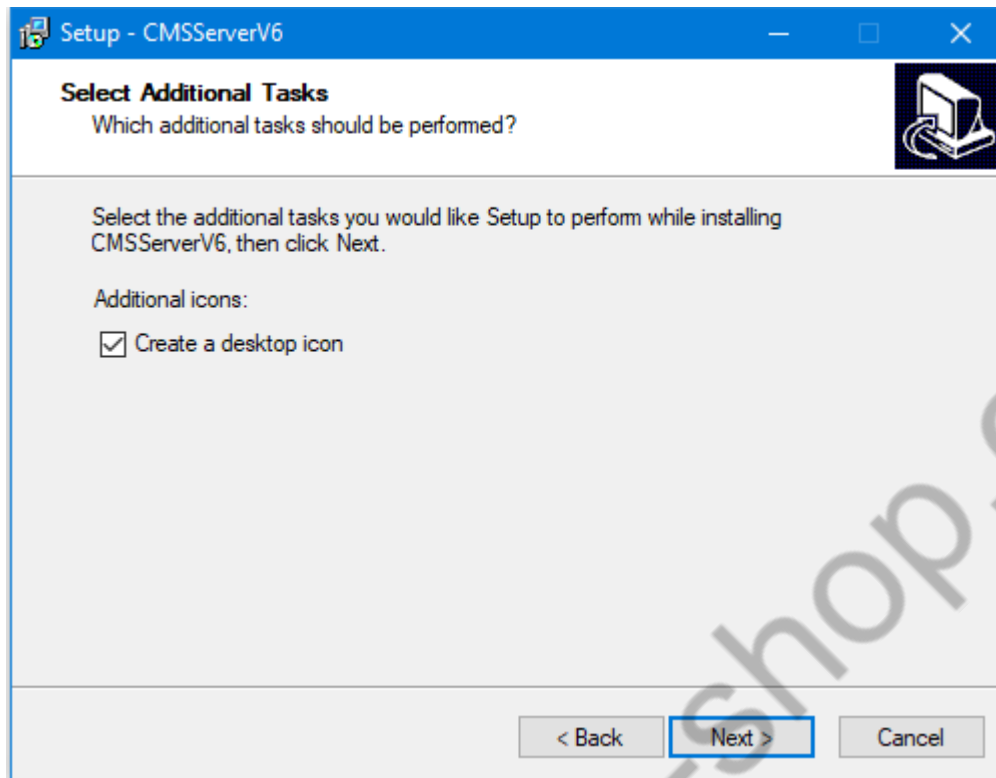 Setup - CMSServerV6
Select Additional Tasks
Which additional tasks should be performed?
Select the additional tasks you would like Setup to perform while installing
CMSServerV6, then click Next.
Additional icons:
Create a desktop icon
< Back
Next >
Cancel
-shop.